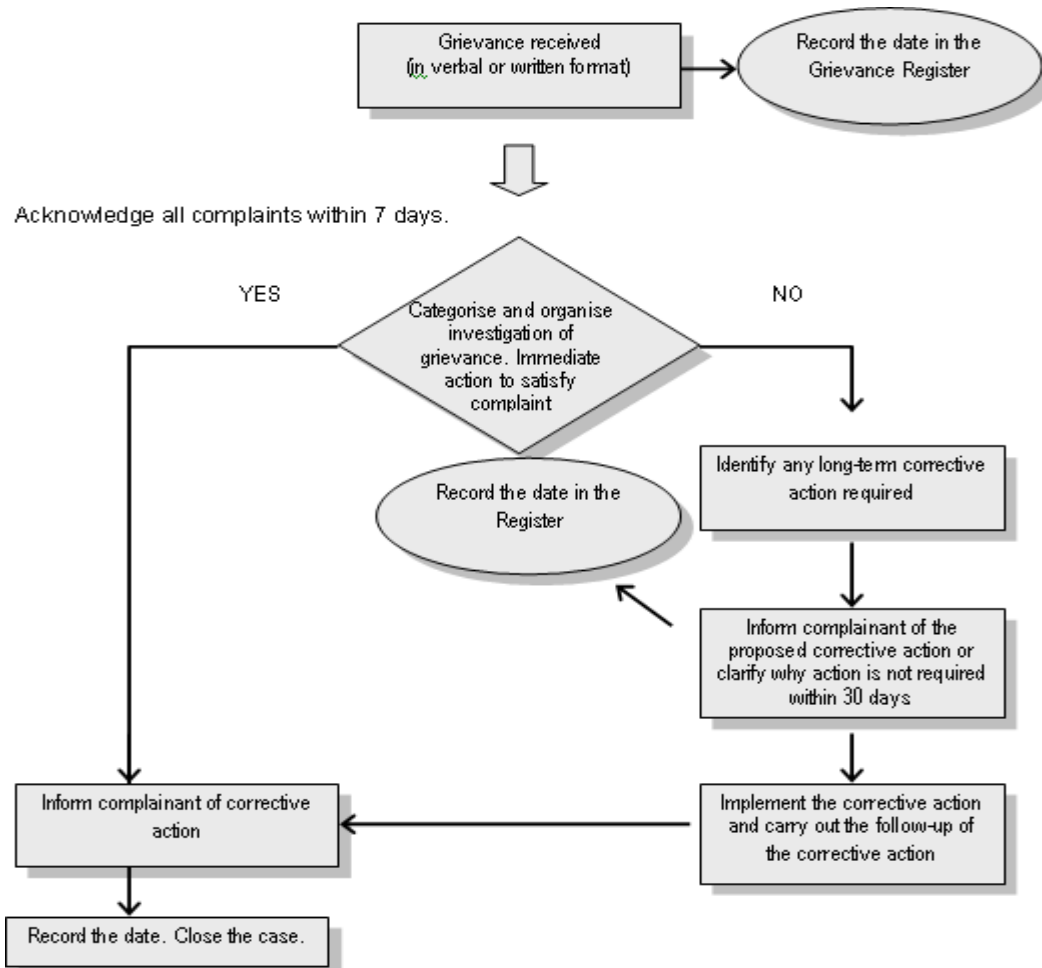 Grievance received
(in verbal or written format)
Record the date in the
Grievance Register
Acknowledge all complaints within 7 days.
YES
NO
Categorise and organise
investigation of
grievance. Immediate
action to satisfy
complaint
Record the date in the
Register
Identify any long-term corrective
action required
Inform complainant of the
proposed corrective action or
clarify why action is not required
within 30 days
Implement the corrective action
and carry out the follow-up of
the corrective action
Inform complainant of corrective
action
Record the date. Close the case.